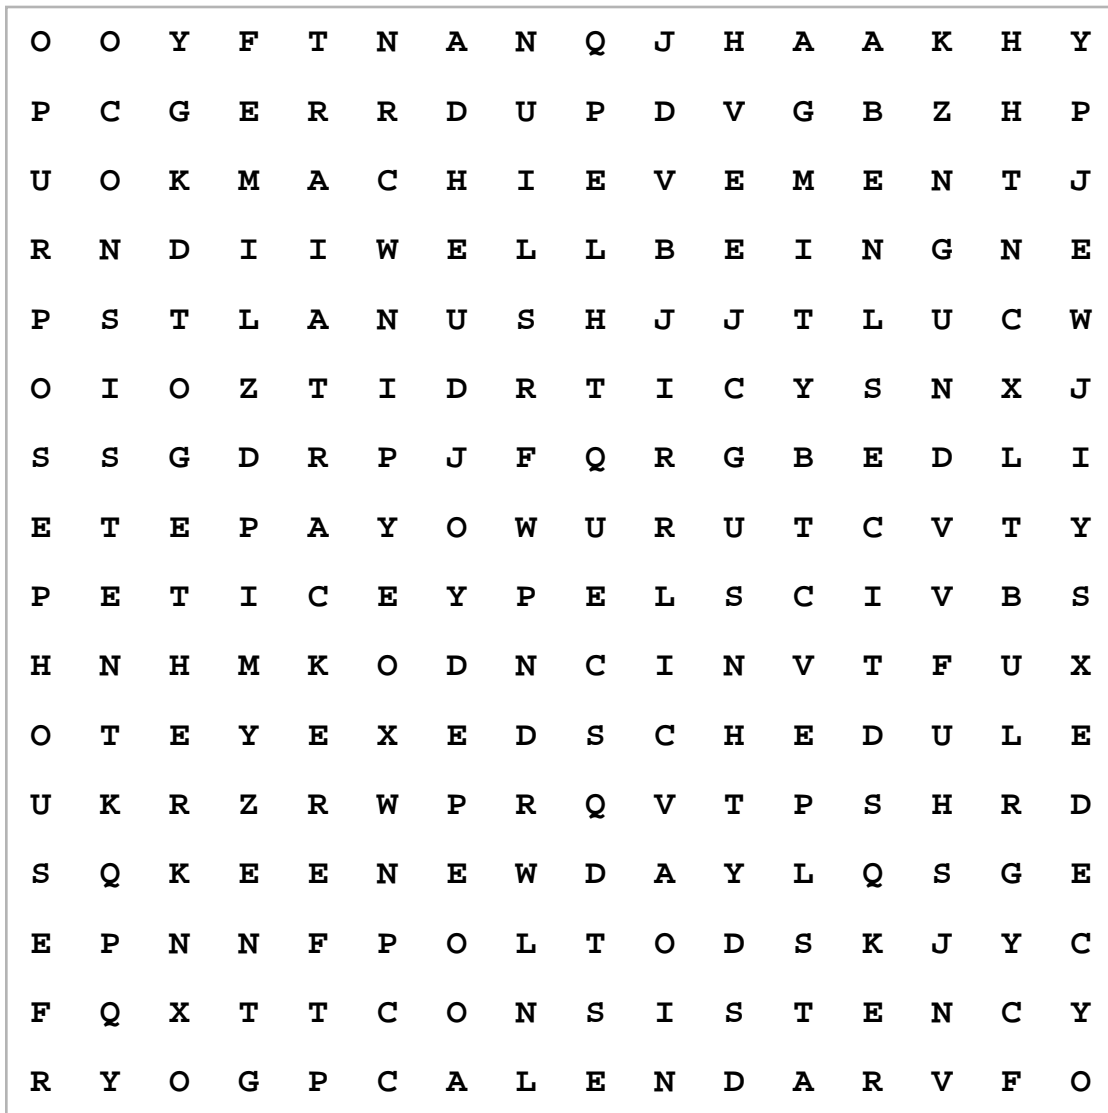 O O Y F T N A N Q J H A A K H Y
P C G E R R D U P D V G B Z H P
U O K M A C H I E V E M E N T J
R N D I I W E L L B E I N G N E
P S T L A N U S H J J T L U C W
O I O Z T I D R T I C Y S N X J
S S G D R P J F Q R G B E D L I
E T E P A Y O W U R U T C V T Y
P E T I C E Y P E L S C I V B S
H N H M K O D N C I N V T F U X
O T E Y E X E D S C H E D U L E
U K R Z R W P R Q V T P S H R D
S Q K E E N E W D A Y L Q S G E
E P N N F P O L T O D S K J Y C
F Q X T T C O N S I S T E N C Y
R Y O G P C A L E N D A R V F O